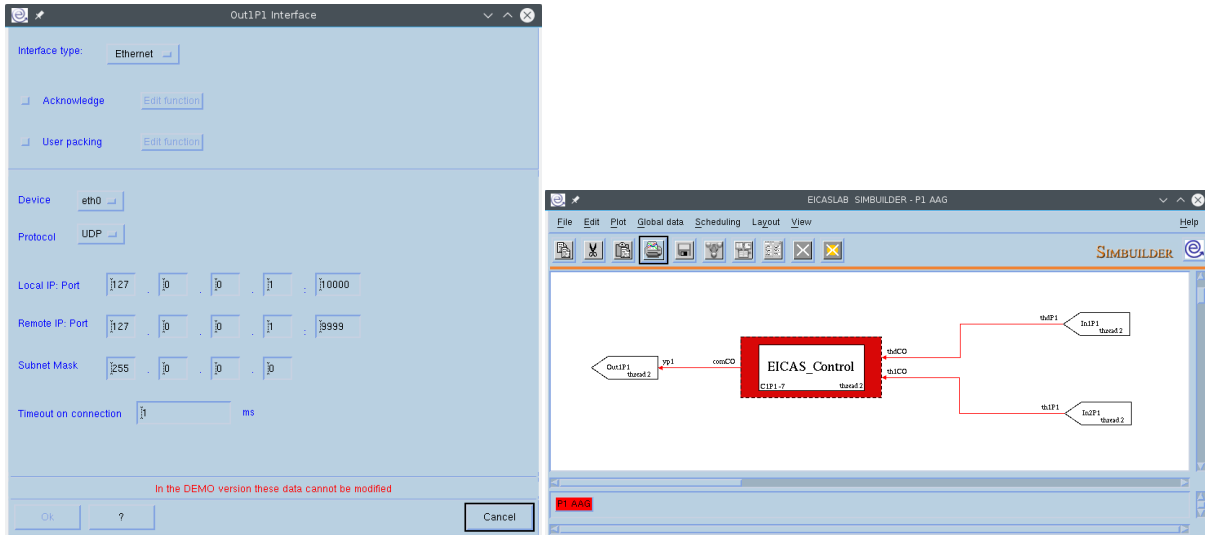 Out1P1 Interface
Interface type:
Ethernet
Acknowledge
Edit function
User packing
Edit function
Device
eth0
Protocol
UDP
Local IP: Port
127 . 0 . 0 . 1 : 10000
Remote IP: Port
127 . 0 . 0 . 1 : 9999
Subnet Mask
255 . 0 . 0 . 0
Timeout on connection
1
ms
In the DEMO version these data cannot be modified
Ok
?
Cancel
EICASLAB SIMBUILDER - P1 AAG
File Edit Plot Global data Scheduling Layout View Help
SIMBUILDER
Out1P1
thread 2
yp1
comCO
EICAS_Control
C1P1 -7
thread 2
thdCO
th1CO
thdP1
In1P1
thread 2
th1P1
In2P1
thread 2
P1 AAG